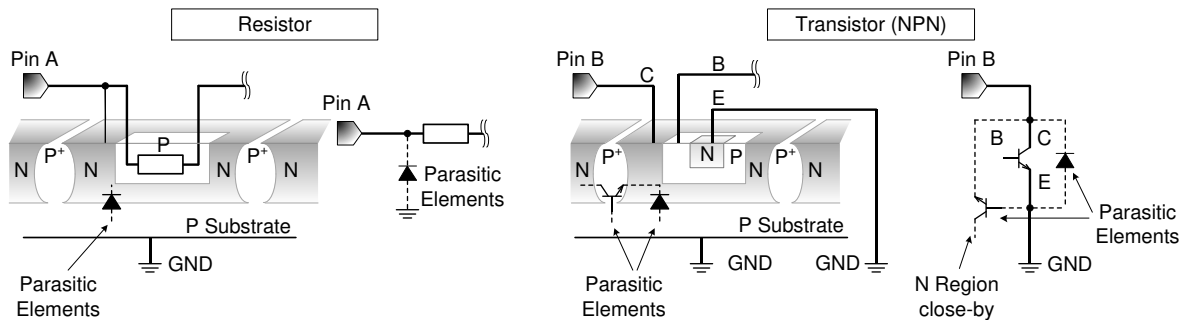 Resistor
Transistor (NPN)
Pin A
Pin A
P
N
P+
N
P+
N
Parasitic
Elements
P Substrate
GND
Parasitic
Elements
Pin B
C
B
E
N
P+
N
N
P
P+
N
P Substrate
GND
GND
Parasitic
Elements
Pin B
B
C
E
Parasitic
Elements
GND
N Region
close-by